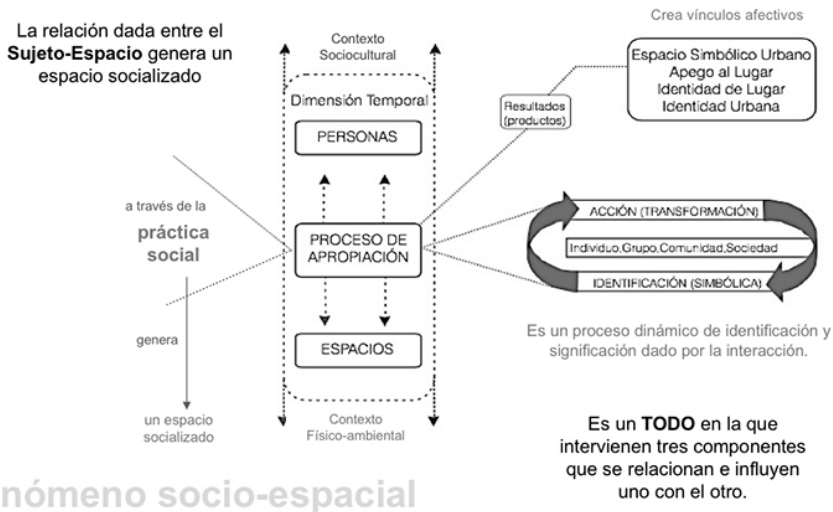 La relación dada entre el
Sujeto-Espacio genera un
espacio socializado
a través de la
práctica
social
genera
un espacio
socializado
Contexto
Sociocultural
Dimensión Temporal
PERSONAS
PROCESO DE
APROPIACIÓN
ESPACIOS
Contexto
Físico-ambiental
Resultados
(productos)
Crea vínculos afectivos
Espacio Simbólico Urbano
Apego al Lugar
Identidad de Lugar
Identidad Urbana
ACCIÓN (TRANSFORMACIÓN)
Individuo,Grupo,Comunidad,Sociedad
IDENTIFICACIÓN (SIMBÓLICA)
Es un proceso dinámico de identificación y
significación dado por la interacción.
Es un TODO en la que
intervienen tres componentes
que se relacionan e influyen
uno con el otro.
nómeno socio-espacial